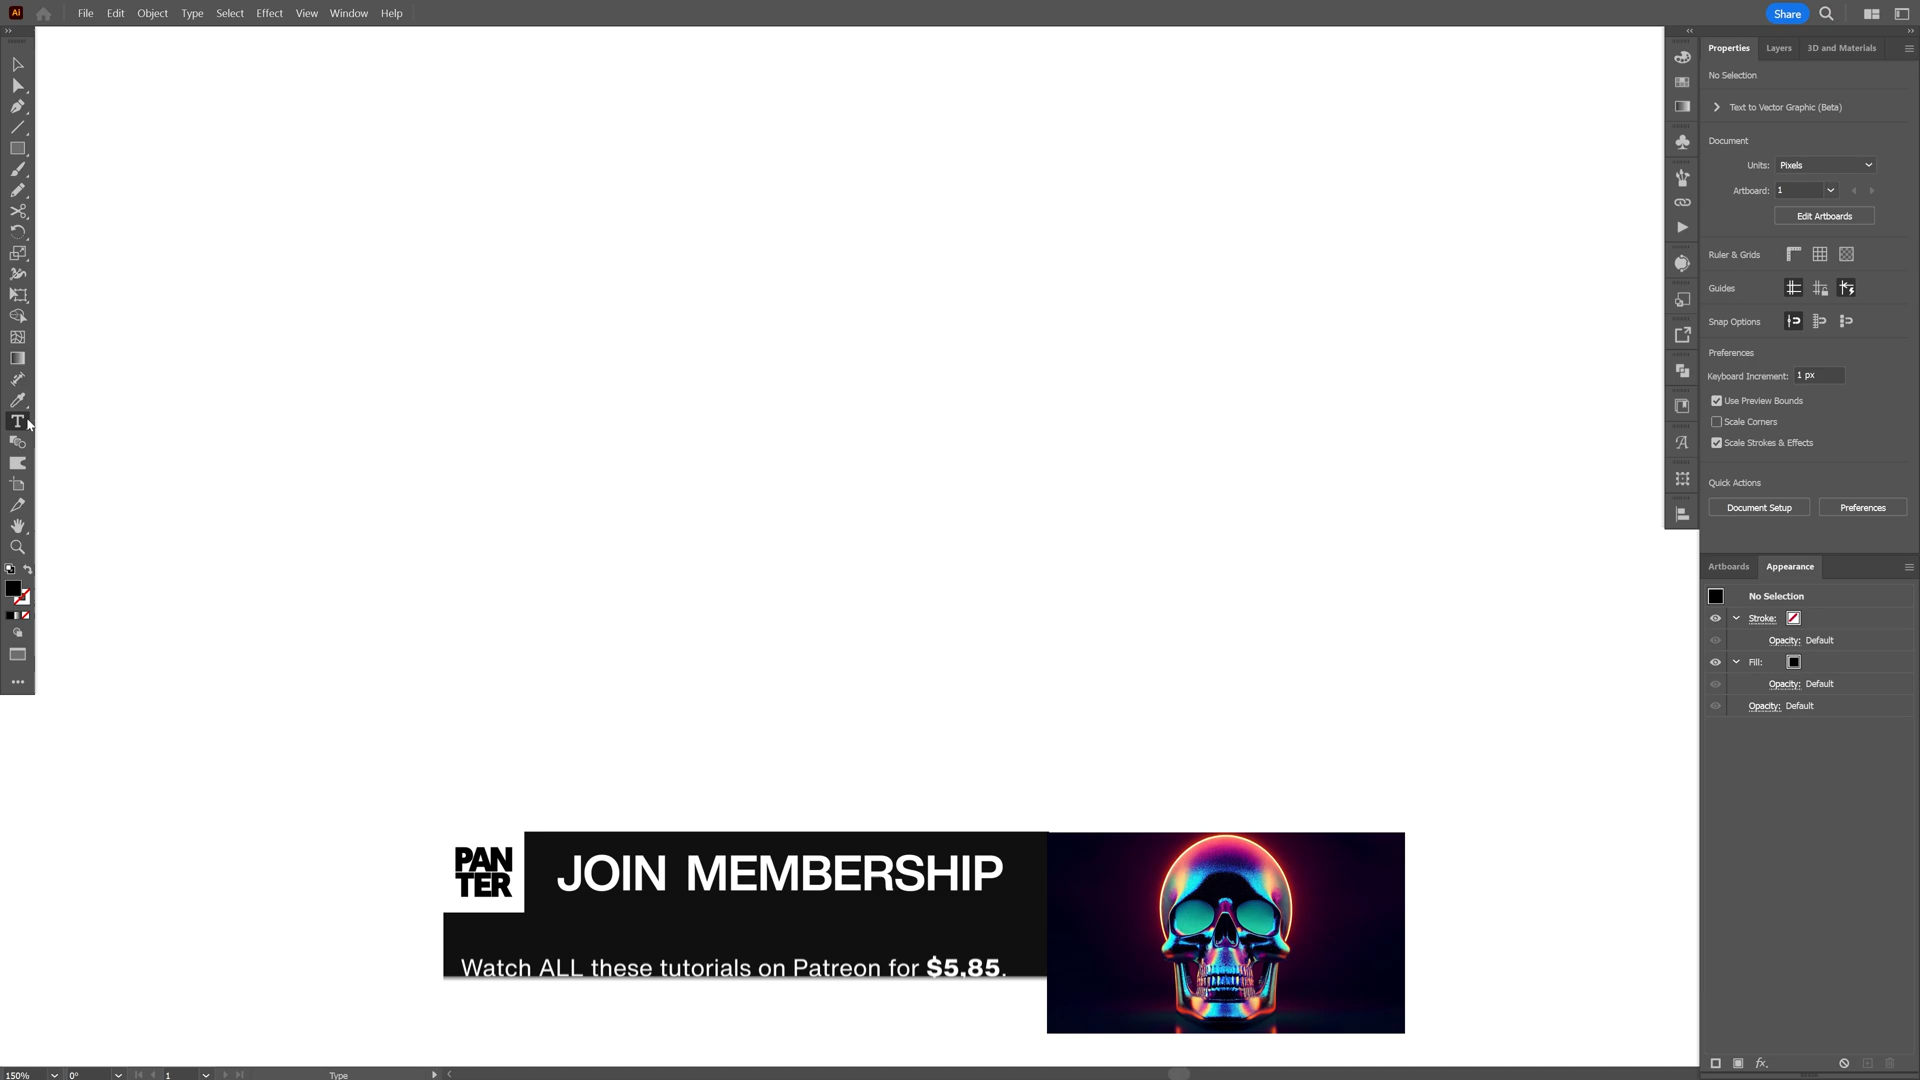 Ai File Edit Object Type Select Effect View Window Help Share
Properties Layers 3D and Materials
No Selection
Text to Vector Graphic (Beta)
Document
Units: Pixels
Artboard: 1
Edit Artboards
Ruler & Grids
Guides
Snap Options
Preferences
Keyboard Increment: 1 px
Use Preview Bounds
Scale Corners
Scale Strokes & Effects
Quick Actions
Document Setup Preferences
Artboards Appearance
No Selection
Stroke:
Opacity: Default
Fill:
Opacity: Default
Opacity: Default
fx.
PAN
TER
JOIN MEMBERSHIP
Watch ALL these tutorials on Patreon for $5,85.
150% 0° 1 Type